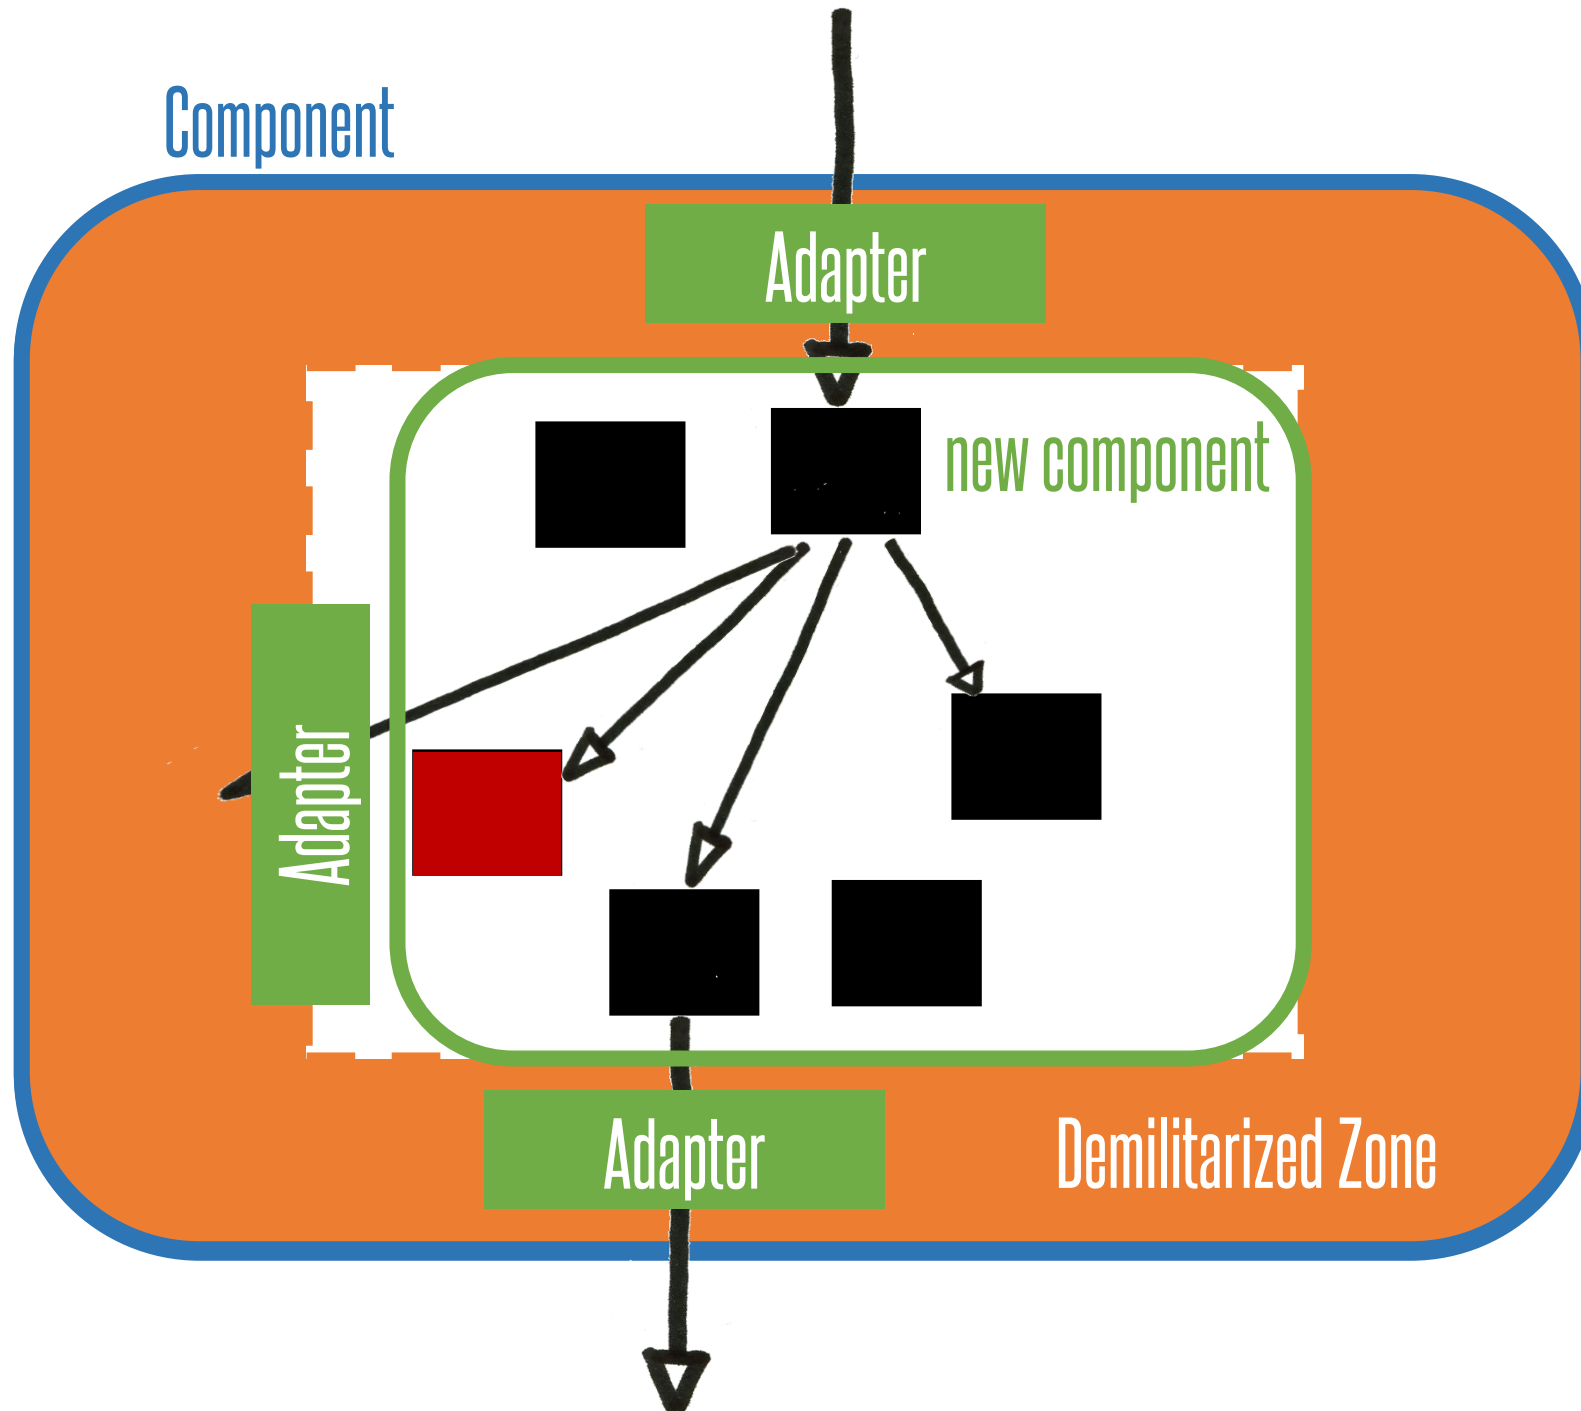 Component
Adapter
new component
Adapter
Adapter
Demilitarized Zone